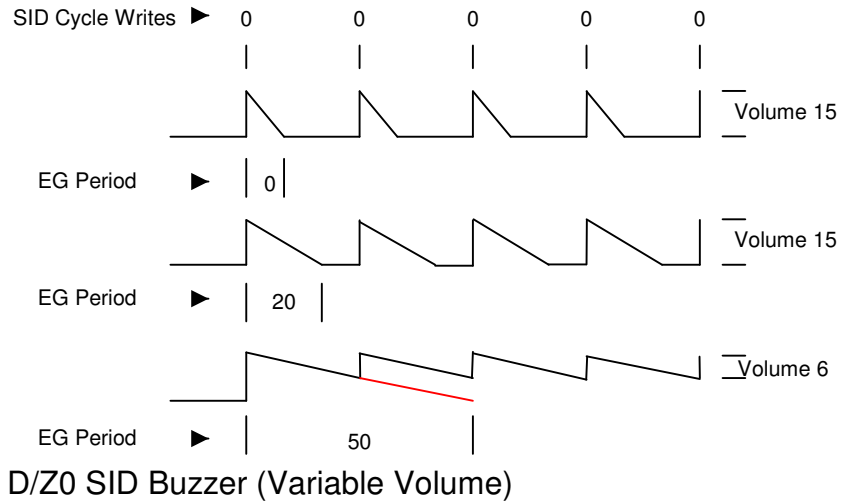 SID Cycle Writes ► 0 0 0 0 0
Volume 15
EG Period ► 0
Volume 15
EG Period ► 20
Volume 6
EG Period ► 50
D/Z0 SID Buzzer (Variable Volume)